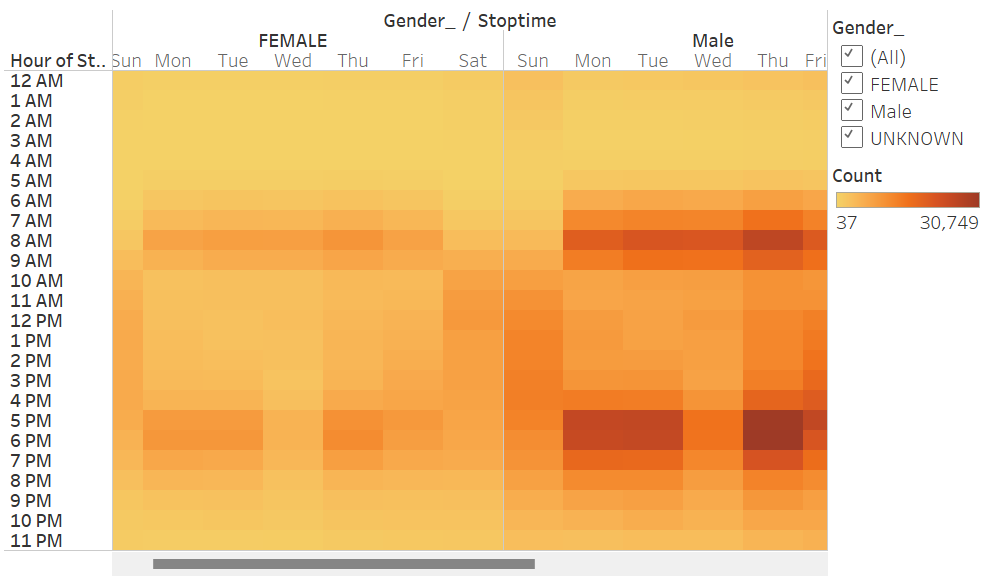 Gender_ / Stoptime
FEMALE Male
Hour of St.. Sun Mon Tue Wed Thu Fri Sat Sun Mon Tue Wed Thu Fri
12 AM
1 AM
2 AM
3 AM
4 AM
5 AM
6 AM
7 AM
8 AM
9 AM
10 AM
11 AM
12 PM
1 PM
2 PM
3 PM
4 PM
5 PM
6 PM
7 PM
8 PM
9 PM
10 PM
11 PM
Gender_
(All)
FEMALE
Male
UNKNOWN
Count
37 30,749